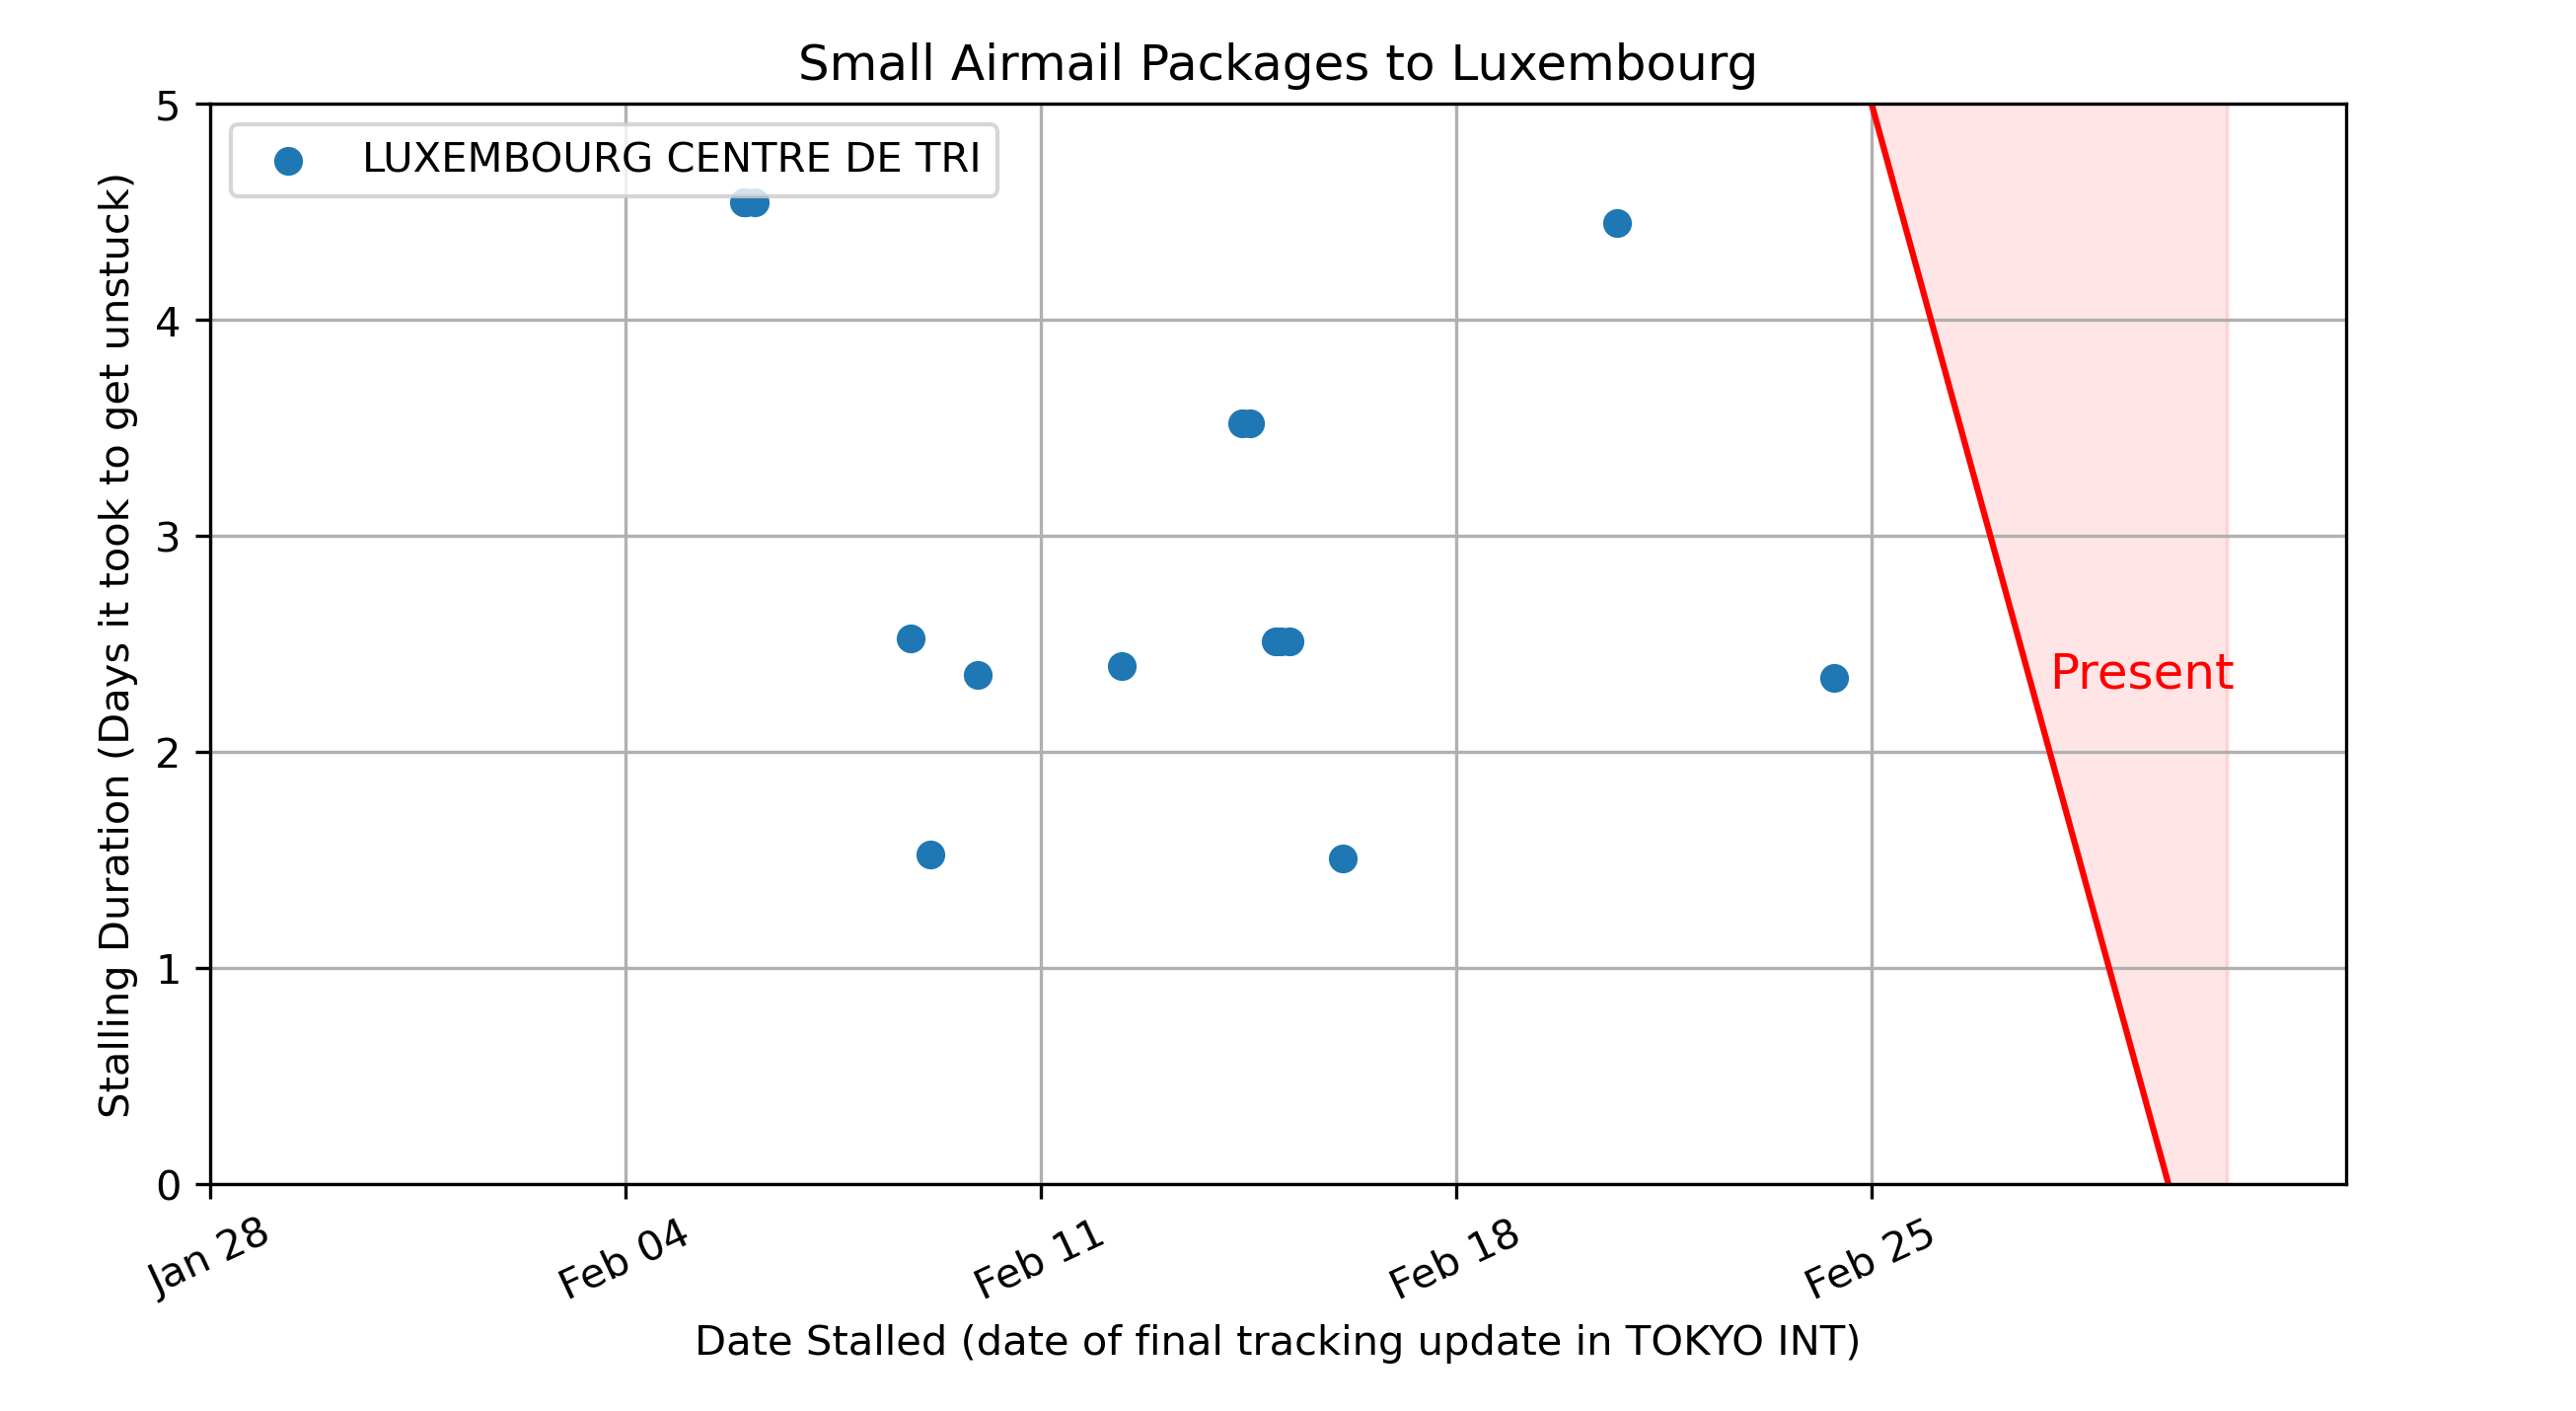 Small Airmail Packages to Luxembourg
LUXEMBOURG CENTRE DE TRI
Stalling Duration (Days it took to get unstuck)
5
4
3
2
1
0
Present
Jan 28
Feb 04
Feb 11
Feb 18
Feb 25
Date Stalled (date of final tracking update in TOKYO INT)